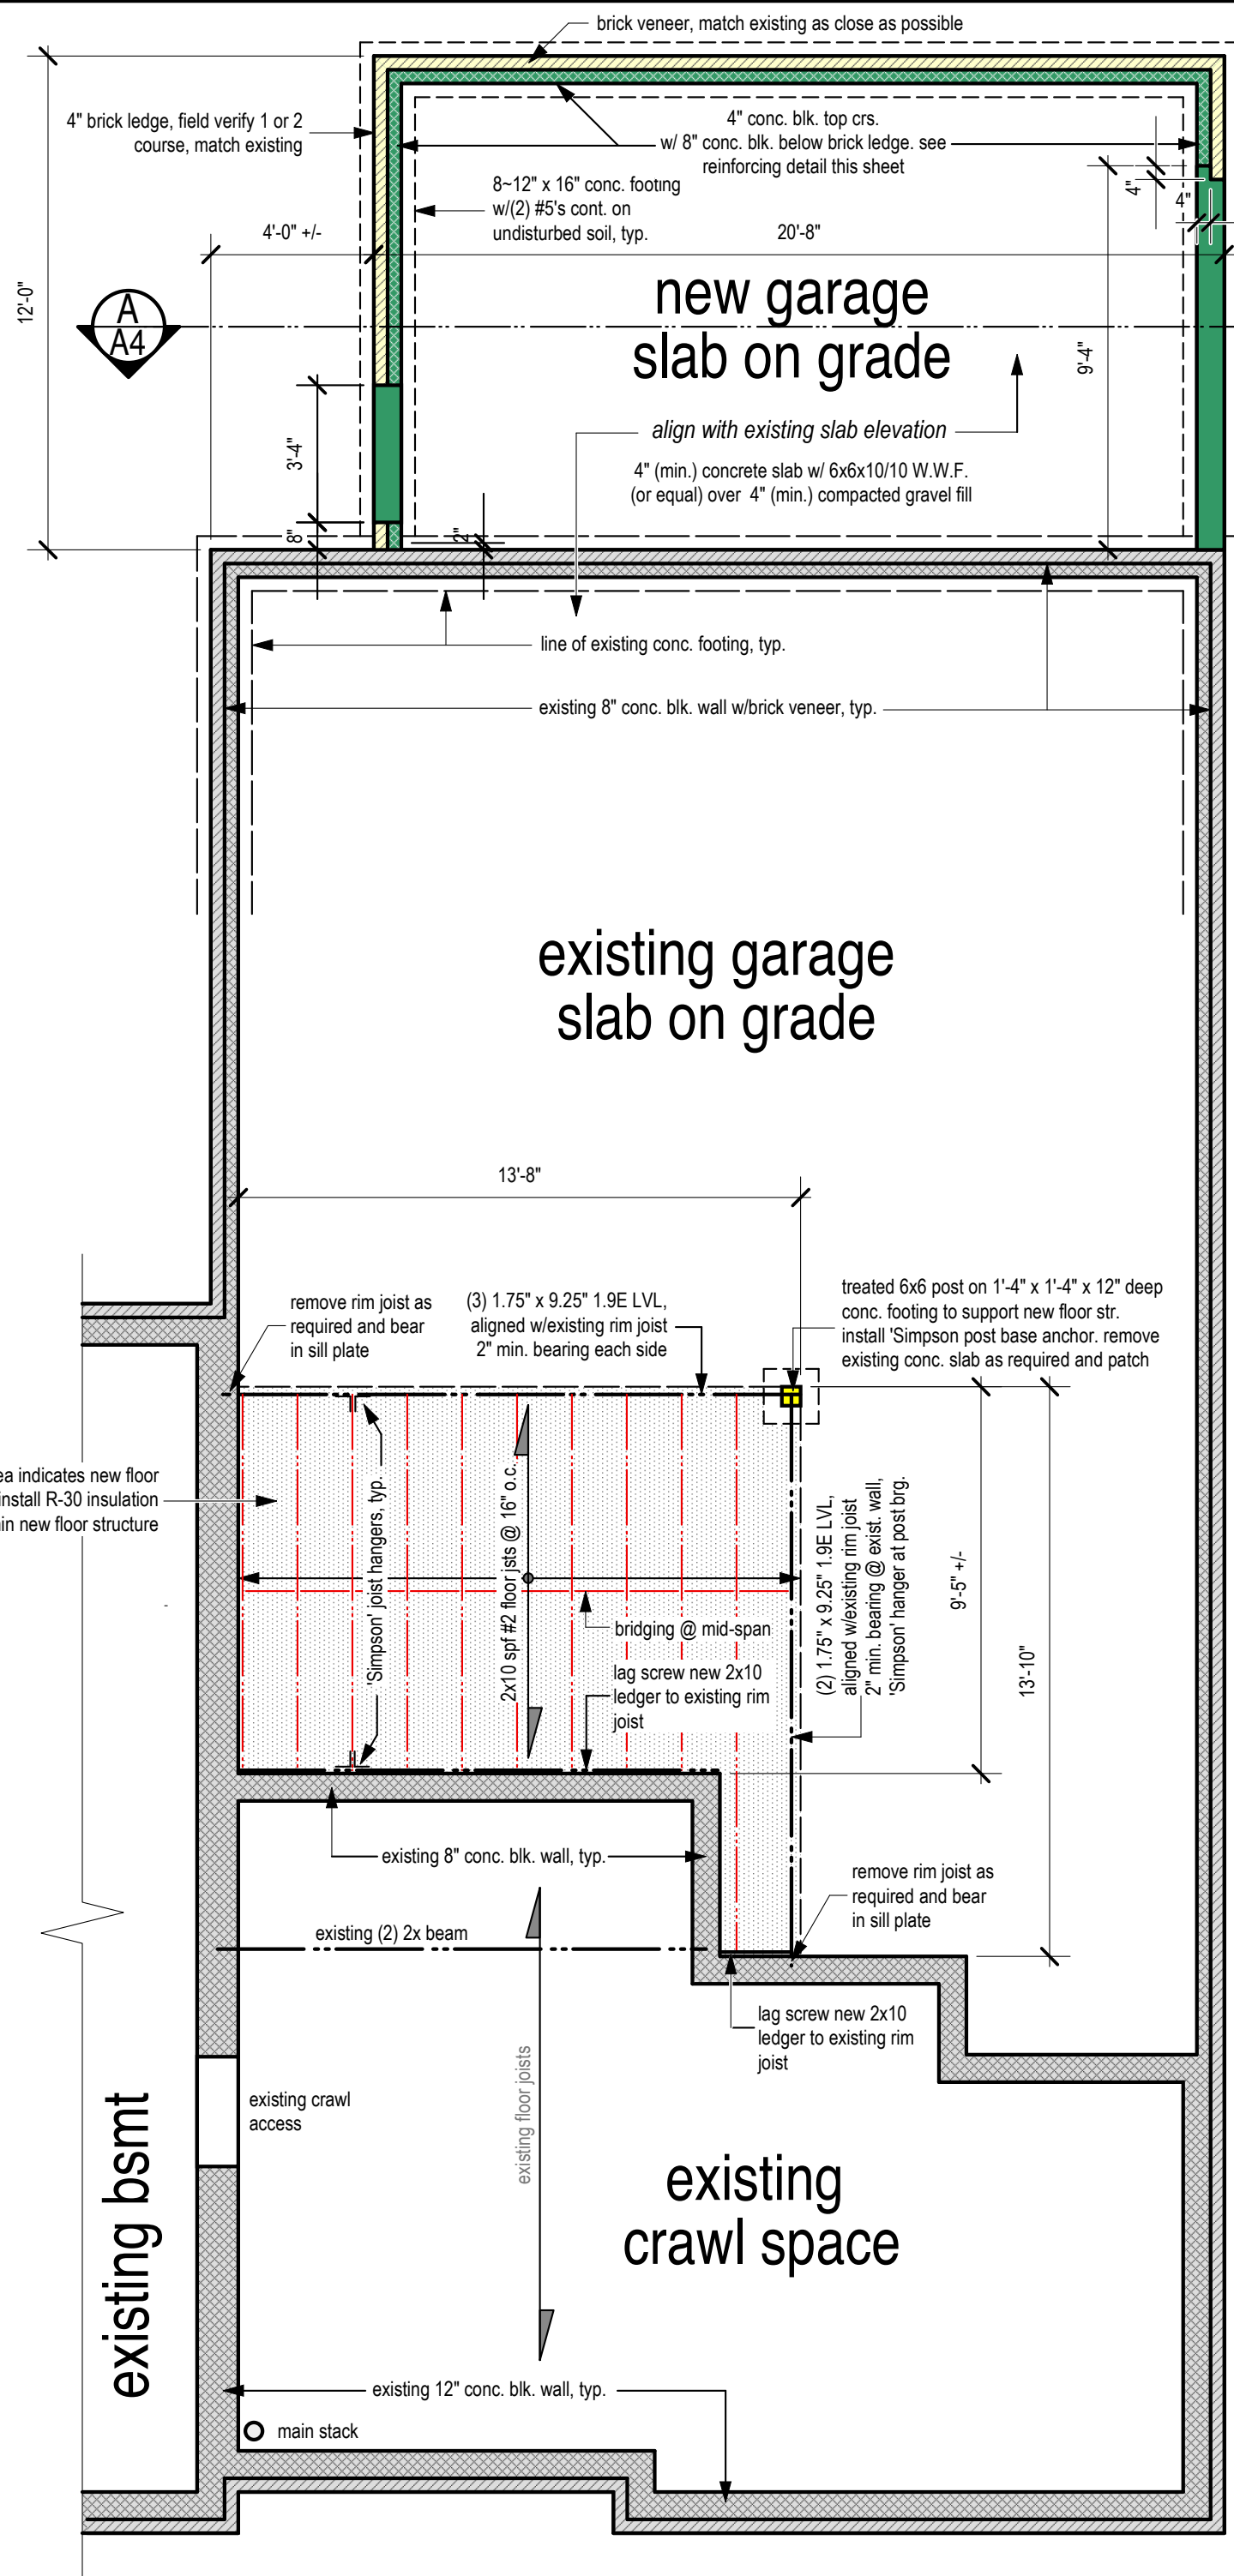 brick veneer, match existing as close as possible
4" brick ledge, field verify 1 or 2
course, match existing
4" conc. blk. top crs.
w/ 8" conc. blk. below brick ledge. see
reinforcing detail this sheet
8~12" x 16" conc. footing
w/(2) #5's cont. on
undisturbed soil, typ.
4"
4"
4'-0" +/-
20'-8"
12'-0"
A
A4
new garage
slab on grade
9'-4"
align with existing slab elevation
3'-4"
4" (min.) concrete slab w/ 6x6x10/10 W.W.F.
(or equal) over 4" (min.) compacted gravel fill
8"
2"
line of existing conc. footing, typ.
existing 8" conc. blk. wall w/brick veneer, typ.
existing garage
slab on grade
13'-8"
remove rim joist as
required and bear
in sill plate
(3) 1.75" x 9.25" 1.9E LVL,
aligned w/existing rim joist
2" min. bearing each side
treated 6x6 post on 1'-4" x 1'-4" x 12" deep
conc. footing to support new floor str.
install 'Simpson post base anchor. remove
existing conc. slab as required and patch
ea indicates new floor
install R-30 insulation
in new floor structure
'Simpson' joist hangers, typ.
2x10 spf #2 floor jsts @ 16" o.c.
(2) 1.75" x 9.25" 1.9E LVL,
aligned w/existing rim joist
2" min. bearing @ exist. wall,
'Simpson' hanger at post brg.
9'-5" +/-
13'-10"
bridging @ mid-span
lag screw new 2x10
ledger to existing rim
joist
existing 8" conc. blk. wall, typ.
remove rim joist as
required and bear
in sill plate
existing (2) 2x beam
lag screw new 2x10
ledger to existing rim
joist
existing floor joists
existing crawl
access
existing bsmt
existing
crawl space
existing 12" conc. blk. wall, typ.
main stack